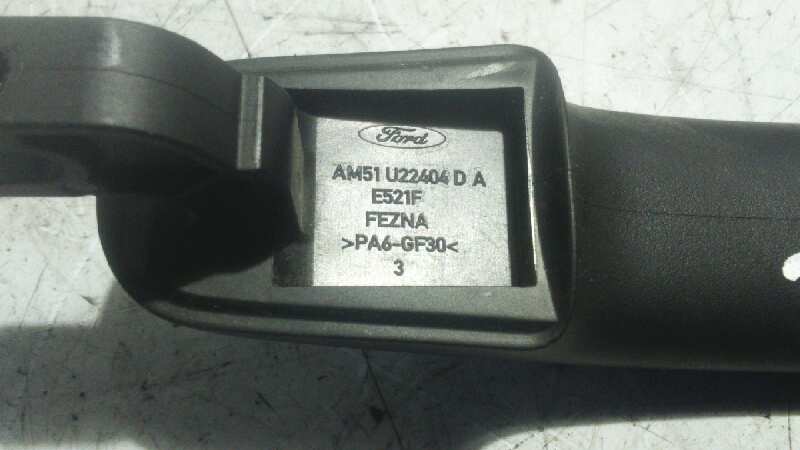 Ford
AM51 U22404 D A
E521F
FEZNA
>PA6-GF30<
3